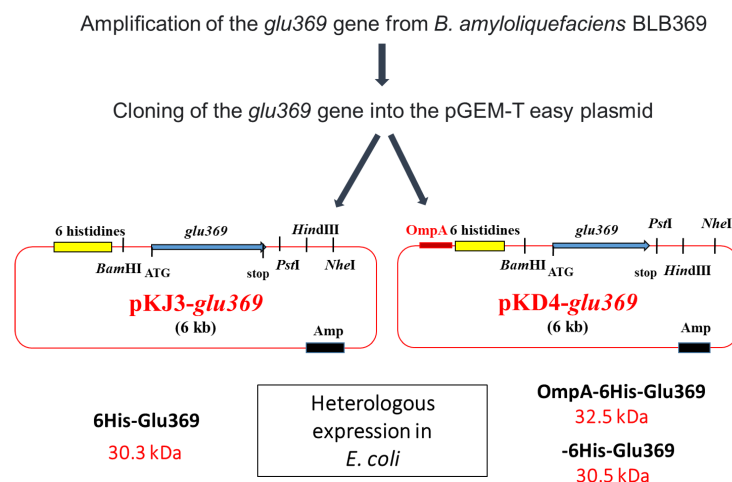 Amplification of the glu369 gene from B. amyloliquefaciens BLB369
Cloning of the glu369 gene into the pGEM-T easy plasmid
6 histidines
glu369
HindIII
BamHI
ATG
stop
PstI
NheI
pKJ3-glu369
(6 kb)
Amp
OmpA
6 histidines
glu369
PstI
NheI
BamHI
ATG
stop
HindIII
pKD4-glu369
(6 kb)
Amp
6His-Glu369
30.3 kDa
Heterologous
expression in
E. coli
OmpA-6His-Glu369
32.5 kDa
-6His-Glu369
30.5 kDa